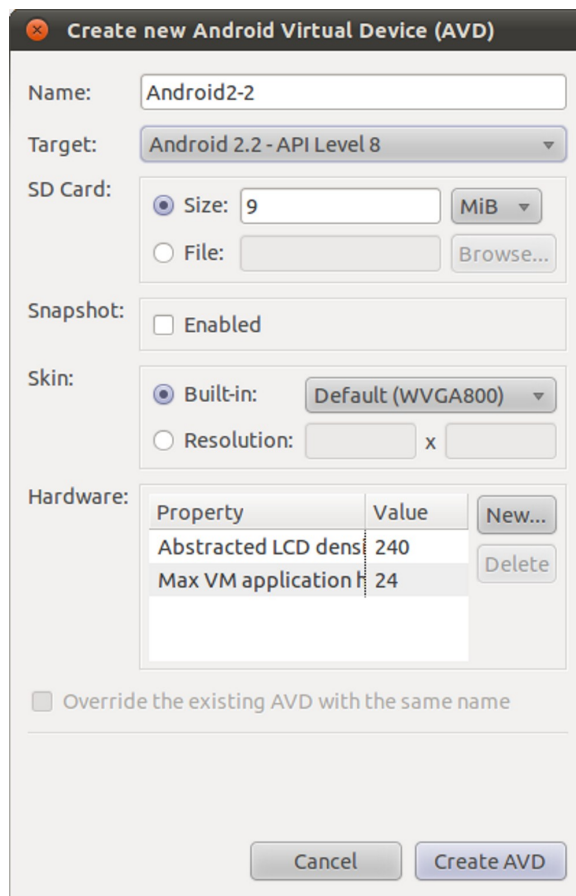 Create new Android Virtual Device (AVD)
Name: Android2-2
Target: Android 2.2 - API Level 8
SD Card:
Size: 9 MiB
File: Browse...
Snapshot:
Enabled
Skin:
Built-in: Default (WVGA800)
Resolution: x
Hardware:
Property Value New...
Abstracted LCD densi 240
Delete
Max VM application h 24
Override the existing AVD with the same name
Cancel Create AVD